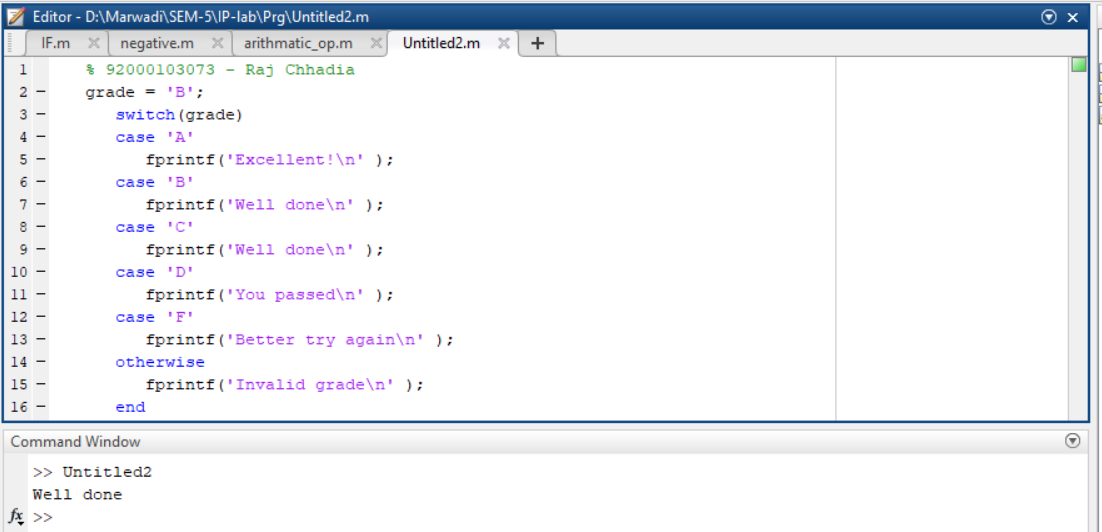 Editor - D:\Marwadi\SEM-5\IP-lab\Prg\Untitled2.m
IF.m negative.m arithmatic_op.m Untitled2.m +
1 % 92000103073 - Raj Chhadia
2 - grade = 'B';
3 - switch(grade)
4 - case 'A'
5 - fprintf('Excellent!\n' );
6 - case 'B'
7 - fprintf('Well done\n' );
8 - case 'C'
9 - fprintf('Well done\n' );
10 - case 'D'
11 - fprintf('You passed\n' );
12 - case 'F'
13 - fprintf('Better try again\n' );
14 - otherwise
15 - fprintf('Invalid grade\n' );
16 - end
Command Window
>> Untitled2
Well done
fx >>